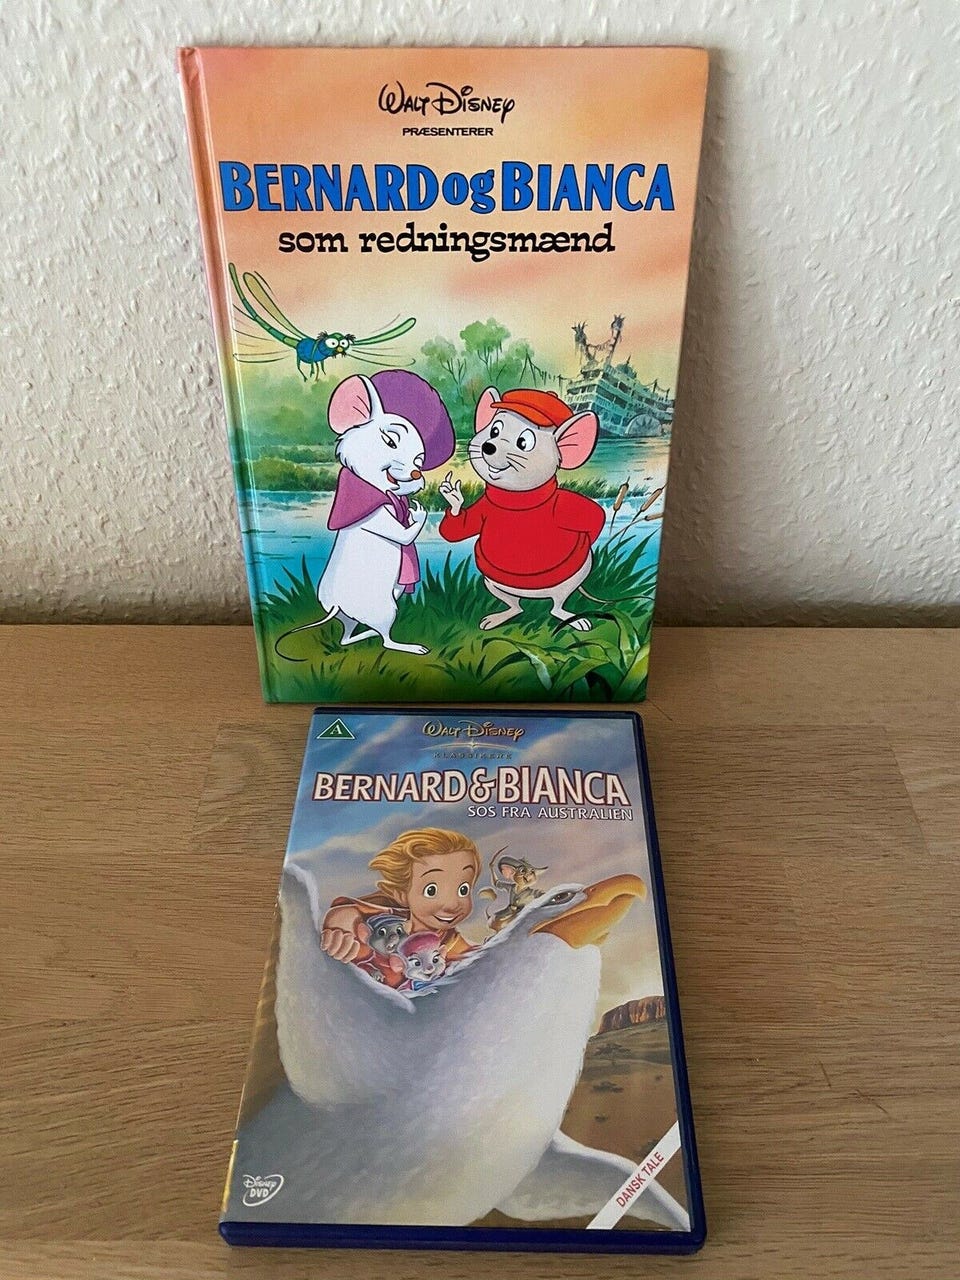 WALT DISNEY
PRÆSENTERER
BERNARD og BIANCA
som redningsmænd
A
WALT DISNEY
KLASSIKERE
BERNARD & BIANCA
SOS FRA AUSTRALIEN
DISNEY
DVD
DANSK TALE